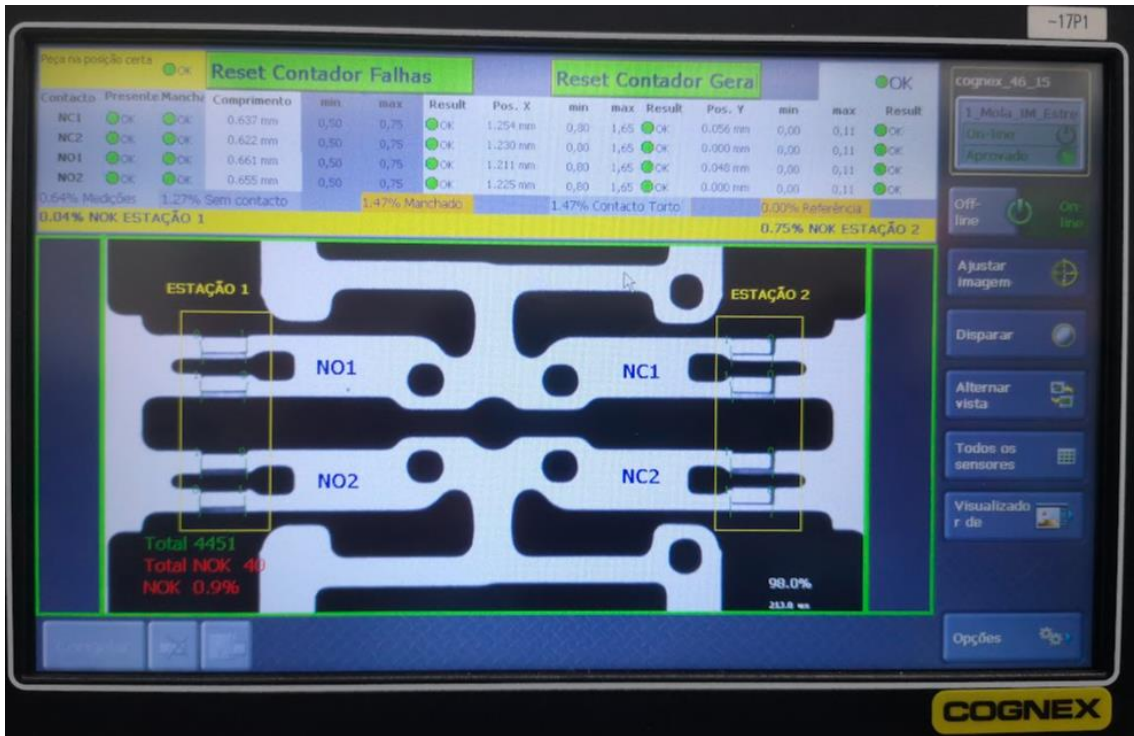 ~17P1
Peça na posição certa OK Reset Contador Falhas Reset Contador Gera OK
Contacto Presente Mancha Comprimento min max Result Pos. X min max Result Pos. Y min max Result
NC1 OK OK 0.637 mm 0,50 0,75 OK 1.254 mm 0,80 1,65 OK 0.056 mm 0,00 0,11 OK
NC2 OK OK 0.622 mm 0,50 0,75 OK 1.230 mm 0,80 1,65 OK 0.000 mm 0,00 0,11 OK
NO1 OK OK 0.661 mm 0,50 0,75 OK 1.211 mm 0,80 1,65 OK 0.048 mm 0,00 0,11 OK
NO2 OK OK 0.655 mm 0,50 0,75 OK 1.225 mm 0,80 1,65 OK 0.000 mm 0,00 0,11 OK
0.64% Medições 1.27% Sem contacto 1.47% Manchado 1.47% Contacto Torto 0.00% Referência
0.04% NOK ESTAÇÃO 1 0.75% NOK ESTAÇÃO 2
ESTAÇÃO 1 ESTAÇÃO 2
NO1 NC1
NO2 NC2
Total 4451
Total NOK 40
NOK 0.9%
98.0%
cognex_46_15
1_Mola_1M_Estre
On-line
Aprovado
Off-
line
On-
line
Ajustar
imagem
Disparar
Alternar
vista
Todos os
sensores
Visualizado
r de
Opções
COGNEX